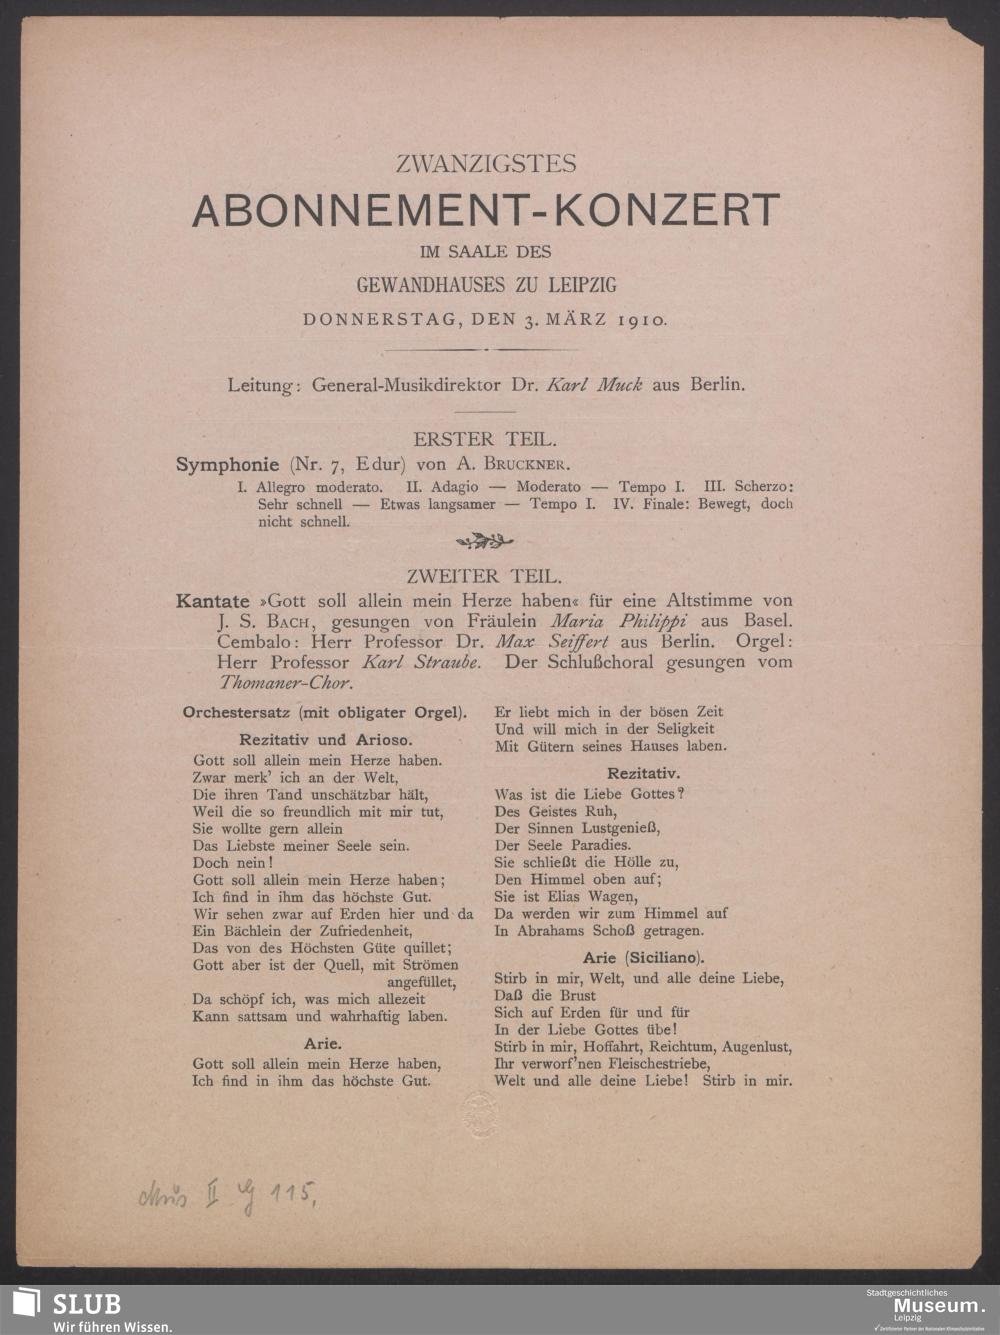 ZWANZIGSTES
ABONNEMENT-KONZERT
IM SAALE DES
GEWANDHAUSES ZU LEIPZIG
DONNERSTAG, DEN 3. MÄRZ 1910.
Leitung: General-Musikdirektor Dr. Karl Muck aus Berlin.
ERSTER TEIL.
Symphonie (Nr. 7, Edur) von A. BRUCKNER.
I. Allegro moderato. II. Adagio — Moderato — Tempo I. III. Scherzo:
Sehr schnell — Etwas langsamer — Tempo I. IV. Finale: Bewegt, doch
nicht schnell.
ZWEITER TEIL.
Kantate »Gott soll allein mein Herze haben« für eine Altstimme von
J. S. BACH, gesungen von Fräulein Maria Philippi aus Basel.
Cembalo: Herr Professor Dr. Max Seiffert aus Berlin. Orgel:
Herr Professor Karl Straube. Der Schlußchoral gesungen vom
Thomaner-Chor.
Orchestersatz (mit obligater Orgel).
Rezitativ und Arioso.
Gott soll allein mein Herze haben.
Zwar merk' ich an der Welt,
Die ihren Tand unschätzbar hält,
Weil die so freundlich mit mir tut,
Sie wollte gern allein
Das Liebste meiner Seele sein.
Doch nein!
Gott soll allein mein Herze haben;
Ich find in ihm das höchste Gut.
Wir sehen zwar auf Erden hier und da
Ein Bächlein der Zufriedenheit,
Das von des Höchsten Güte quillet;
Gott aber ist der Quell, mit Strömen
angefüllet,
Da schöpf ich, was mich allezeit
Kann sattsam und wahrhaftig laben.
Arie.
Gott soll allein mein Herze haben,
Ich find in ihm das höchste Gut.
Er liebt mich in der bösen Zeit
Und will mich in der Seligkeit
Mit Gütern seines Hauses laben.
Rezitativ.
Was ist die Liebe Gottes?
Des Geistes Ruh,
Der Sinnen Lustgenieß,
Der Seele Paradies.
Sie schließt die Hölle zu,
Den Himmel oben auf;
Sie ist Elias Wagen,
Da werden wir zum Himmel auf
In Abrahams Schoß getragen.
Arie (Siciliano).
Stirb in mir, Welt, und alle deine Liebe,
Daß die Brust
Sich auf Erden für und für
In der Liebe Gottes übe!
Stirb in mir, Hoffahrt, Reichtum, Augenlust,
Ihr verworf'nen Fleischestriebe,
Welt und alle deine Liebe! Stirb in mir.
Mus II G 115,
SLUB
Wir führen Wissen.
Stadtgeschichtliches
Museum.
Leipzig
Zertifizierter Partner der Nationalen Klimaschutzinitiative